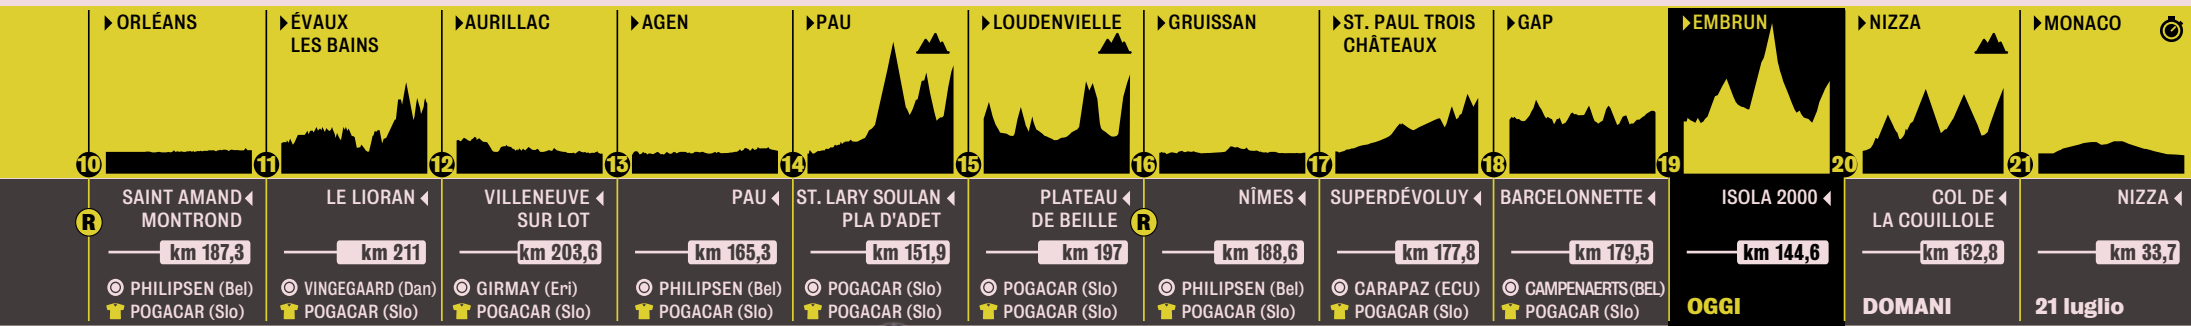 ORLÉANS
10
SAINT AMAND
MONTROND
R
km 187,3
PHILIPSEN (Bel)
POGACAR (Slo)
ÉVAUX
LES BAINS
11
LE LIORAN
km 211
VINGEGAARD (Dan)
POGACAR (Slo)
AURILLAC
12
VILLENEUVE
SUR LOT
km 203,6
GIRMAY (Eri)
POGACAR (Slo)
AGEN
13
PAU
km 165,3
PHILIPSEN (Bel)
POGACAR (Slo)
PAU
14
ST. LARY SOULAN
PLA D'ADET
km 151,9
POGACAR (Slo)
POGACAR (Slo)
LOUDENVIELLE
15
PLATEAU
DE BEILLE
km 197
POGACAR (Slo)
POGACAR (Slo)
GRUISSAN
16
R
NÎMES
km 188,6
PHILIPSEN (Bel)
POGACAR (Slo)
ST. PAUL TROIS
CHÂTEAUX
17
SUPERDÉVOLUY
km 177,8
CARAPAZ (ECU)
POGACAR (Slo)
GAP
18
BARCELONNETTE
km 179,5
CAMPENAERTS (BEL)
POGACAR (Slo)
EMBRUN
19
ISOLA 2000
km 144,6
OGGI
NIZZA
20
COL DE
LA COUILLOLE
km 132,8
DOMANI
MONACO
21
NIZZA
km 33,7
21 luglio